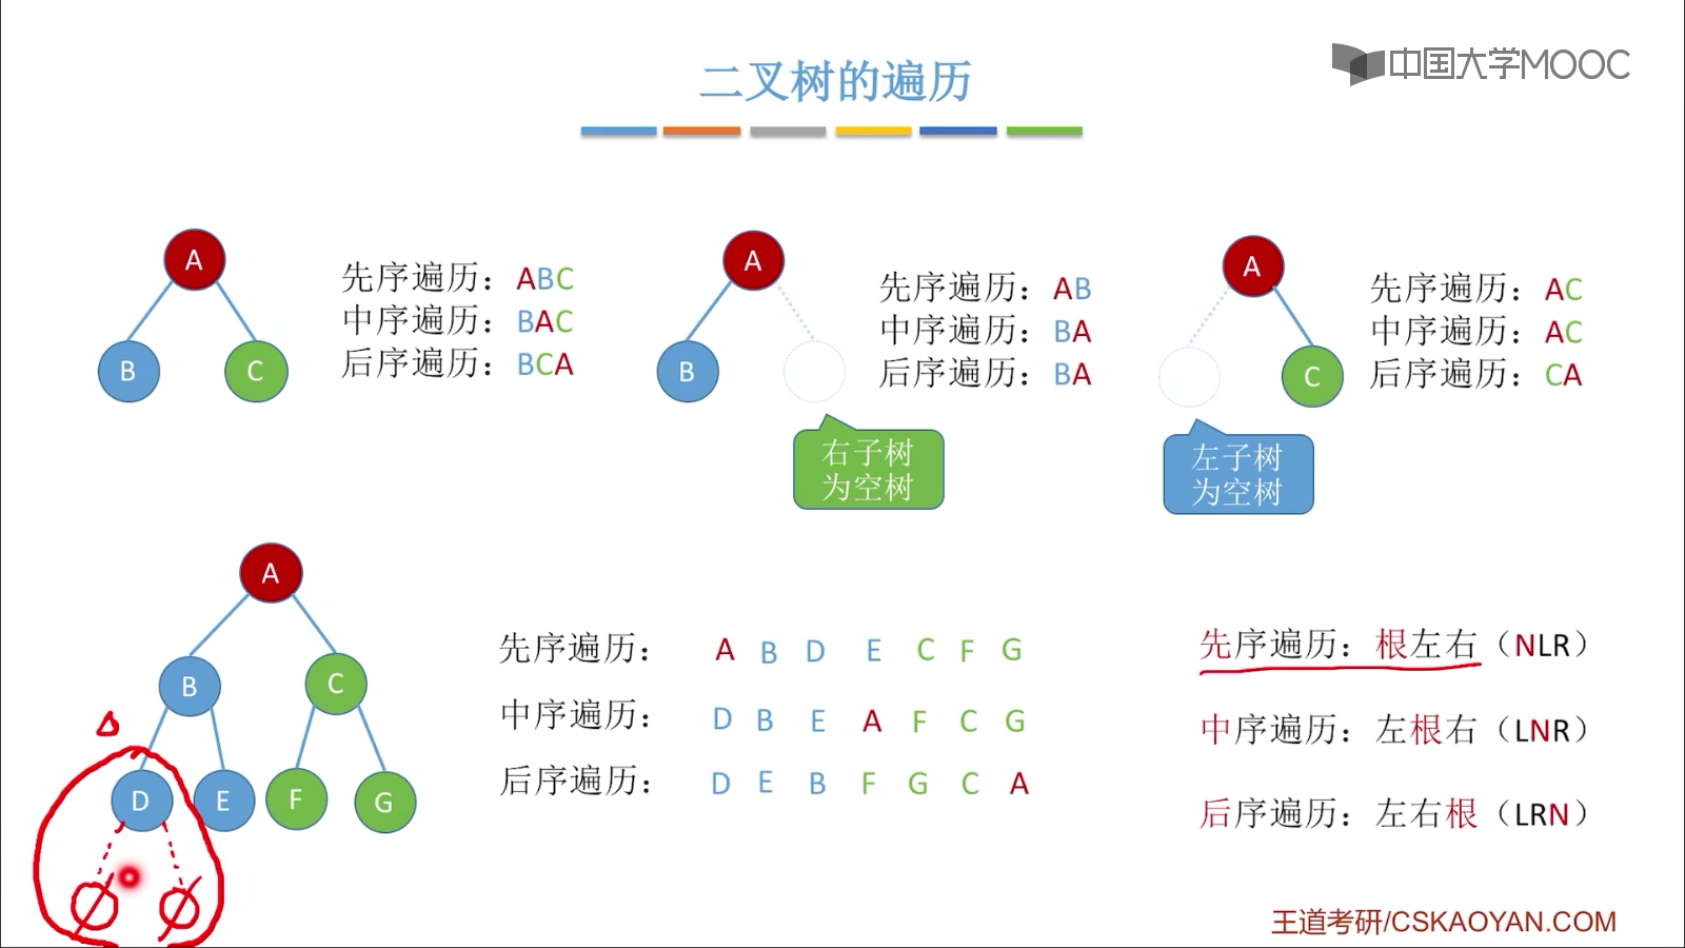 中国大学MOOC
二叉树的遍历
A
B
C
先序遍历：ABC
中序遍历：BAC
后序遍历：BCA
A
B
先序遍历：AB
中序遍历：BA
后序遍历：BA
右子树
为空树
A
C
先序遍历：AC
中序遍历：AC
后序遍历：CA
左子树
为空树
A
B
C
D
E
F
G
先序遍历： A B D E C F G
中序遍历： D B E A F C G
后序遍历： D E B F G C A
先序遍历：根左右（NLR）
中序遍历：左根右（LNR）
后序遍历：左右根（LRN）
王道考研/CSKAOYAN.COM